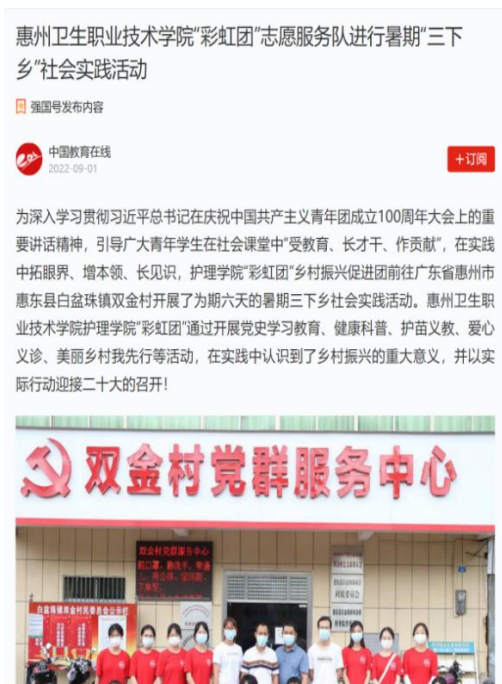 惠州卫生职业技术学院“彩虹团”志愿服务队进行暑期“三下
乡”社会实践活动
强国号发布内容
中国教育在线
2022-09-01
+订阅
为深入学习贯彻习近平总书记在庆祝中国共产主义青年团成立100周年大会上的重
要讲话精神，引导广大青年学生在社会课堂中“受教育、长才干、作贡献”，在实践
中拓眼界、增本领、长见识，护理学院“彩虹团”乡村振兴促进团前往广东省惠州市
惠东县白盆珠镇双金村开展了为期六天的暑期三下乡社会实践活动。惠州卫生职
业技术学院护理学院“彩虹团”通过开展党史学习教育、健康科普、护苗义教、爱心
义诊、美丽乡村我先行等活动，在实践中认识到了乡村振兴的重大意义，并以实
际行动迎接二十大的召开！
双金村党群服务中心
双金村党群服务中心
白盆珠镇双金村民委员会公示栏